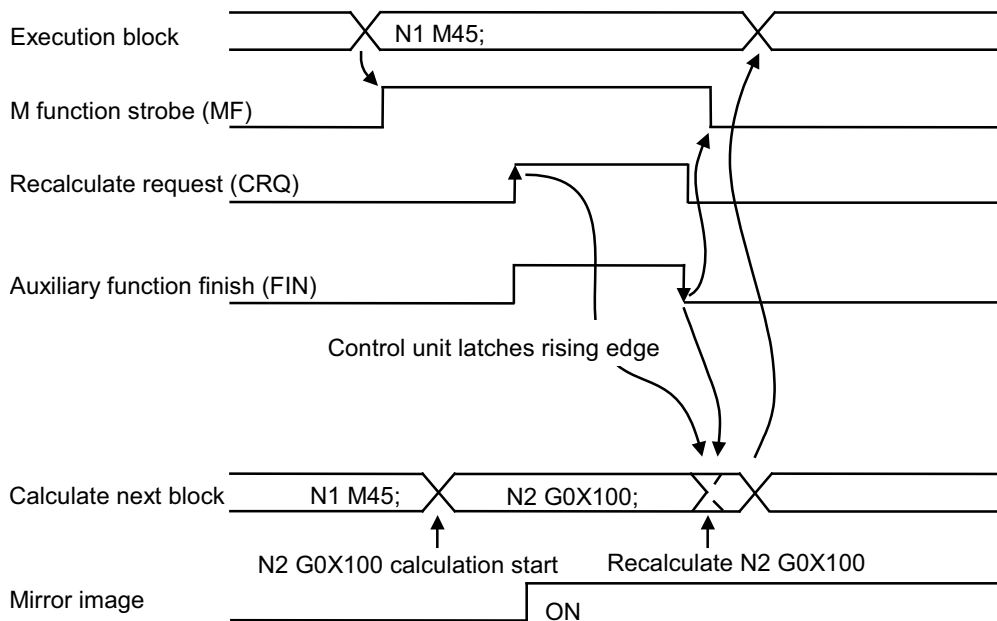 Execution block
N1 M45;
M function strobe (MF)
Recalculate request (CRQ)
Auxiliary function finish (FIN)
Control unit latches rising edge
Calculate next block
N1 M45;
N2 G0X100;
N2 G0X100 calculation start
Recalculate N2 G0X100
Mirror image
ON